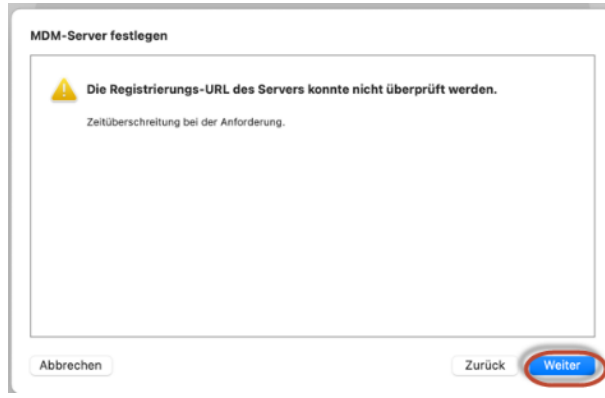 MDM-Server festlegen
Die Registrierungs-URL des Servers konnte nicht überprüft werden.
Zeitüberschreitung bei der Anforderung.
Abbrechen
Zurück
Weiter